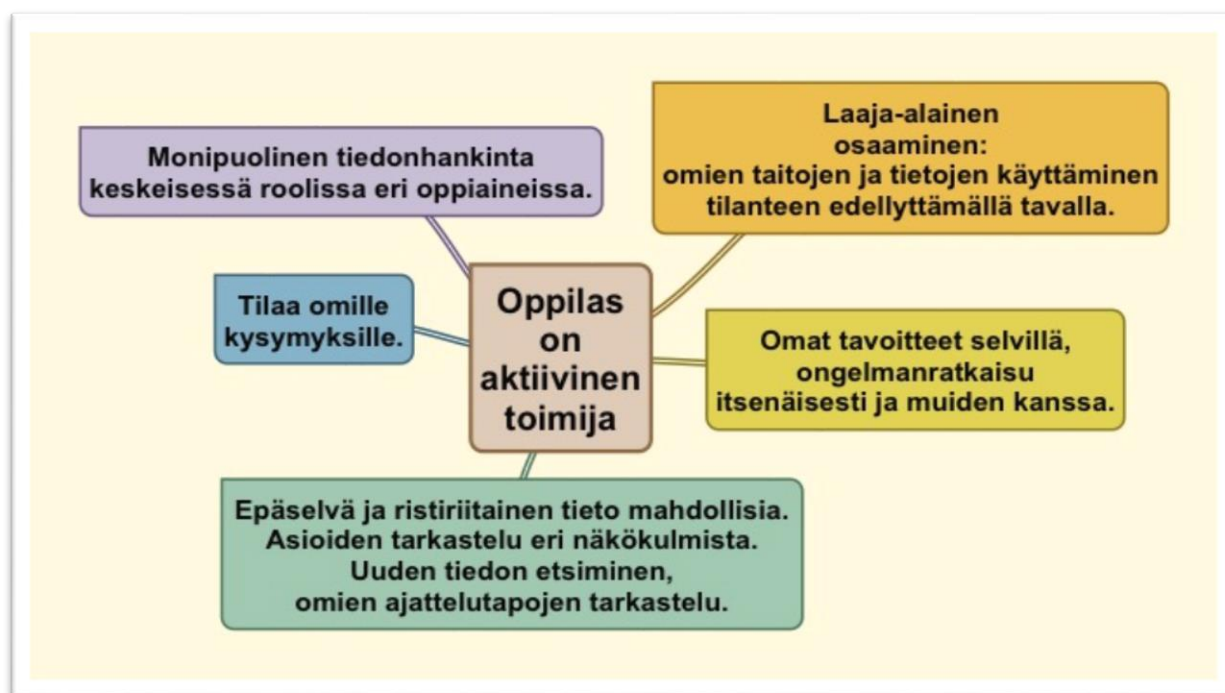 Monipuolinen tiedonhankinta
keskeisessä roolissa eri oppiaineissa.
Laaja-alainen
osaaminen:
omien taitojen ja tietojen käyttäminen
tilanteen edellyttämällä tavalla.
Tilaa omille
kysymyksille.
Oppilas
on
aktiivinen
toimija
Omat tavoitteet selvillä,
ongelmanratkaisu
itsenäisesti ja muiden kanssa.
Epäselvä ja ristiriitainen tieto mahdollisia.
Asioiden tarkastelu eri näkökulmista.
Uuden tiedon etsiminen,
omien ajattelutapojen tarkastelu.